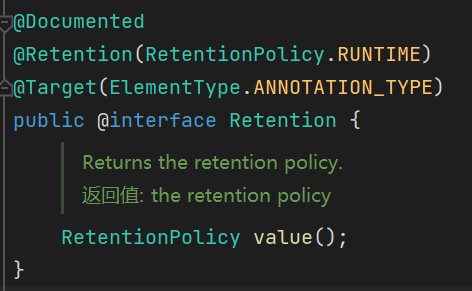 @Documented
@Retention(RetentionPolicy.RUNTIME)
@Target(ElementType.ANNOTATION_TYPE)
public @interface Retention {
Returns the retention policy.
返回值: the retention policy
RetentionPolicy value();
}